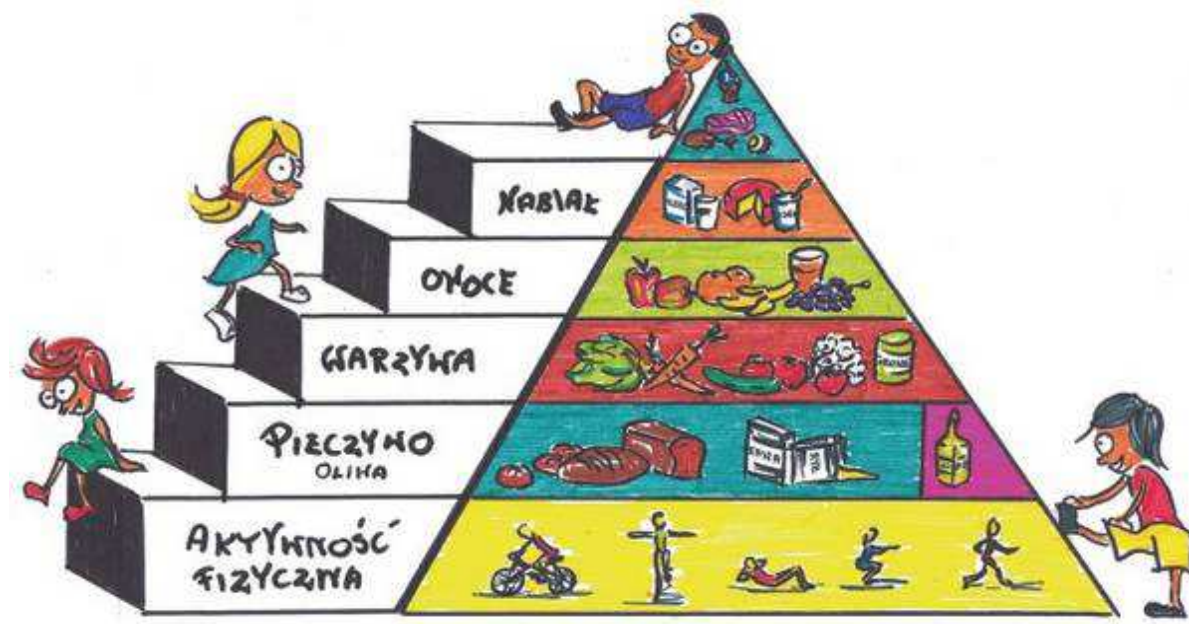 NABIAŁ
OWOCE
WARZYWA
PIECZYWO
OLIWA
AKTYWNOŚĆ
FIZYCZNA